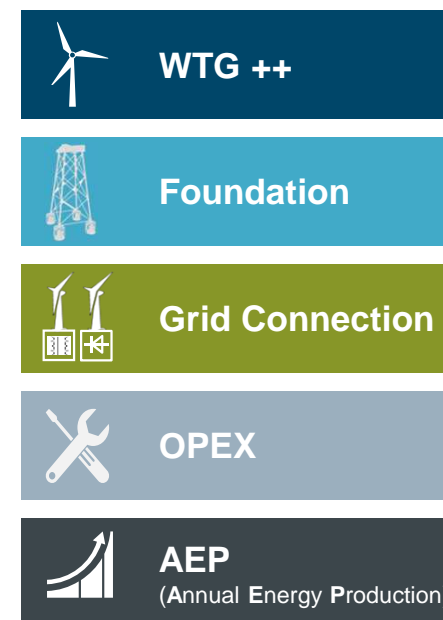 WTG ++
Foundation
Grid Connection
OPEX
AEP
(Annual Energy Production